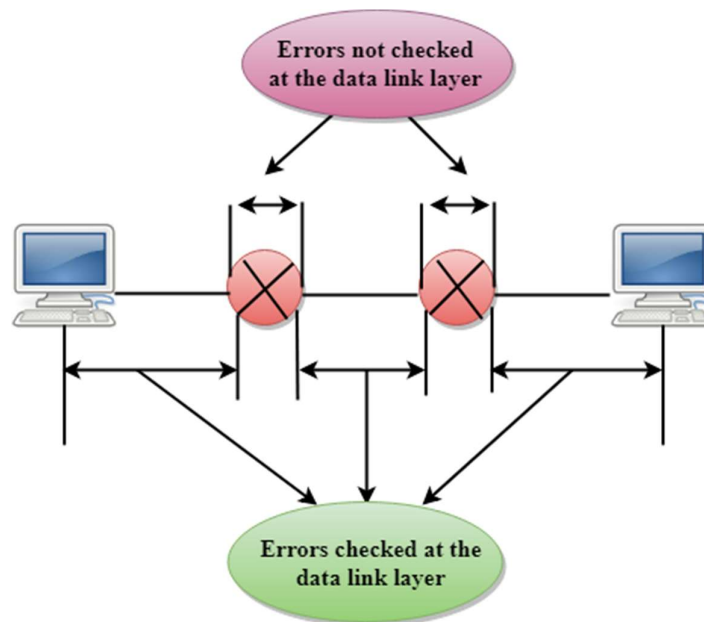 Errors not checked
at the data link layer
Errors checked at the
data link layer